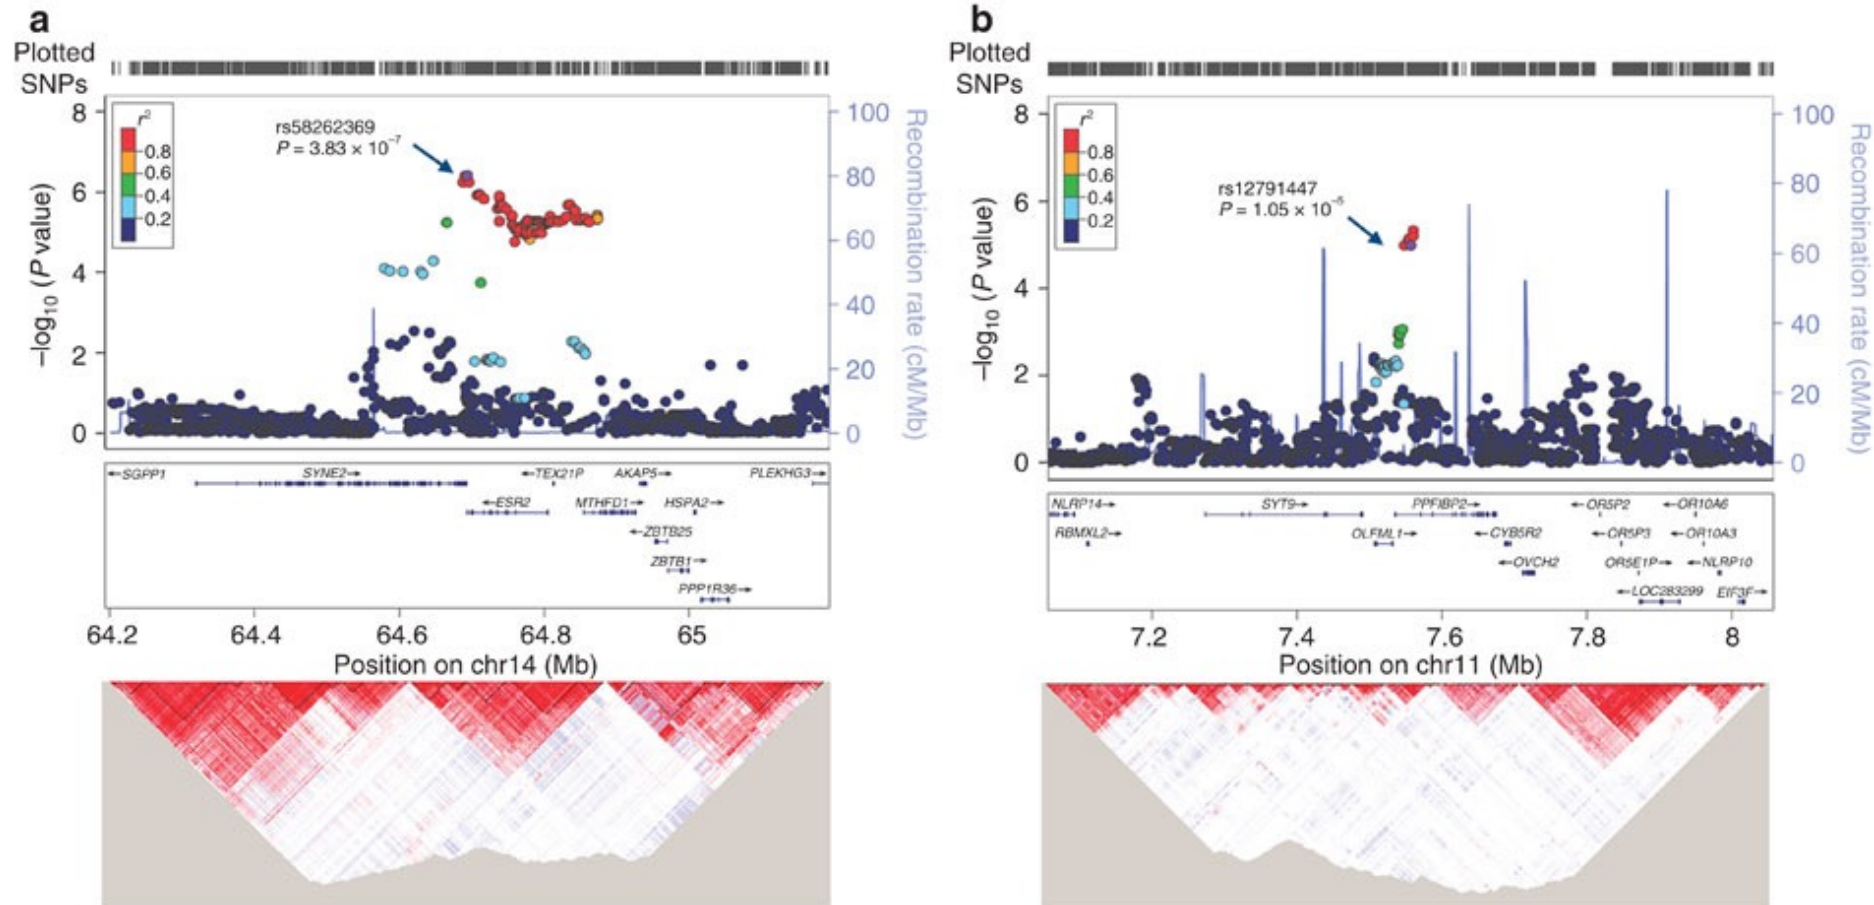 a
Plotted
SNPs
8
6
4
2
0
–log10 (P value)
r2
0.8
0.6
0.4
0.2
rs58262369
P = 3.83 × 10−7
100
80
60
40
20
0
Recombination rate (cM/Mb)
←SGPP1
SYNE2→
←TEX21P
AKAP5→
PLEKHG3→
←ESR2
MTHFD1→
HSPA2→
←ZBTB25
ZBTB1→
PPP1R36→
64.2
64.4
64.6
64.8
65
Position on chr14 (Mb)
b
Plotted
SNPs
8
6
4
2
0
–log10 (P value)
r2
0.8
0.6
0.4
0.2
rs12791447
P = 1.05 × 10−5
100
80
60
40
20
0
Recombination rate (cM/Mb)
NLRP14→
SYT9→
PPFIBP2→
←OR5P2
←OR10A6
RBMXL2→
OLFML1→
←CYB5R2
←OR5P3
←OR10A3
←OVCH2
OR5E1P→
←NLRP10
←LOC283299
EIF3F→
7.2
7.4
7.6
7.8
8
Position on chr11 (Mb)